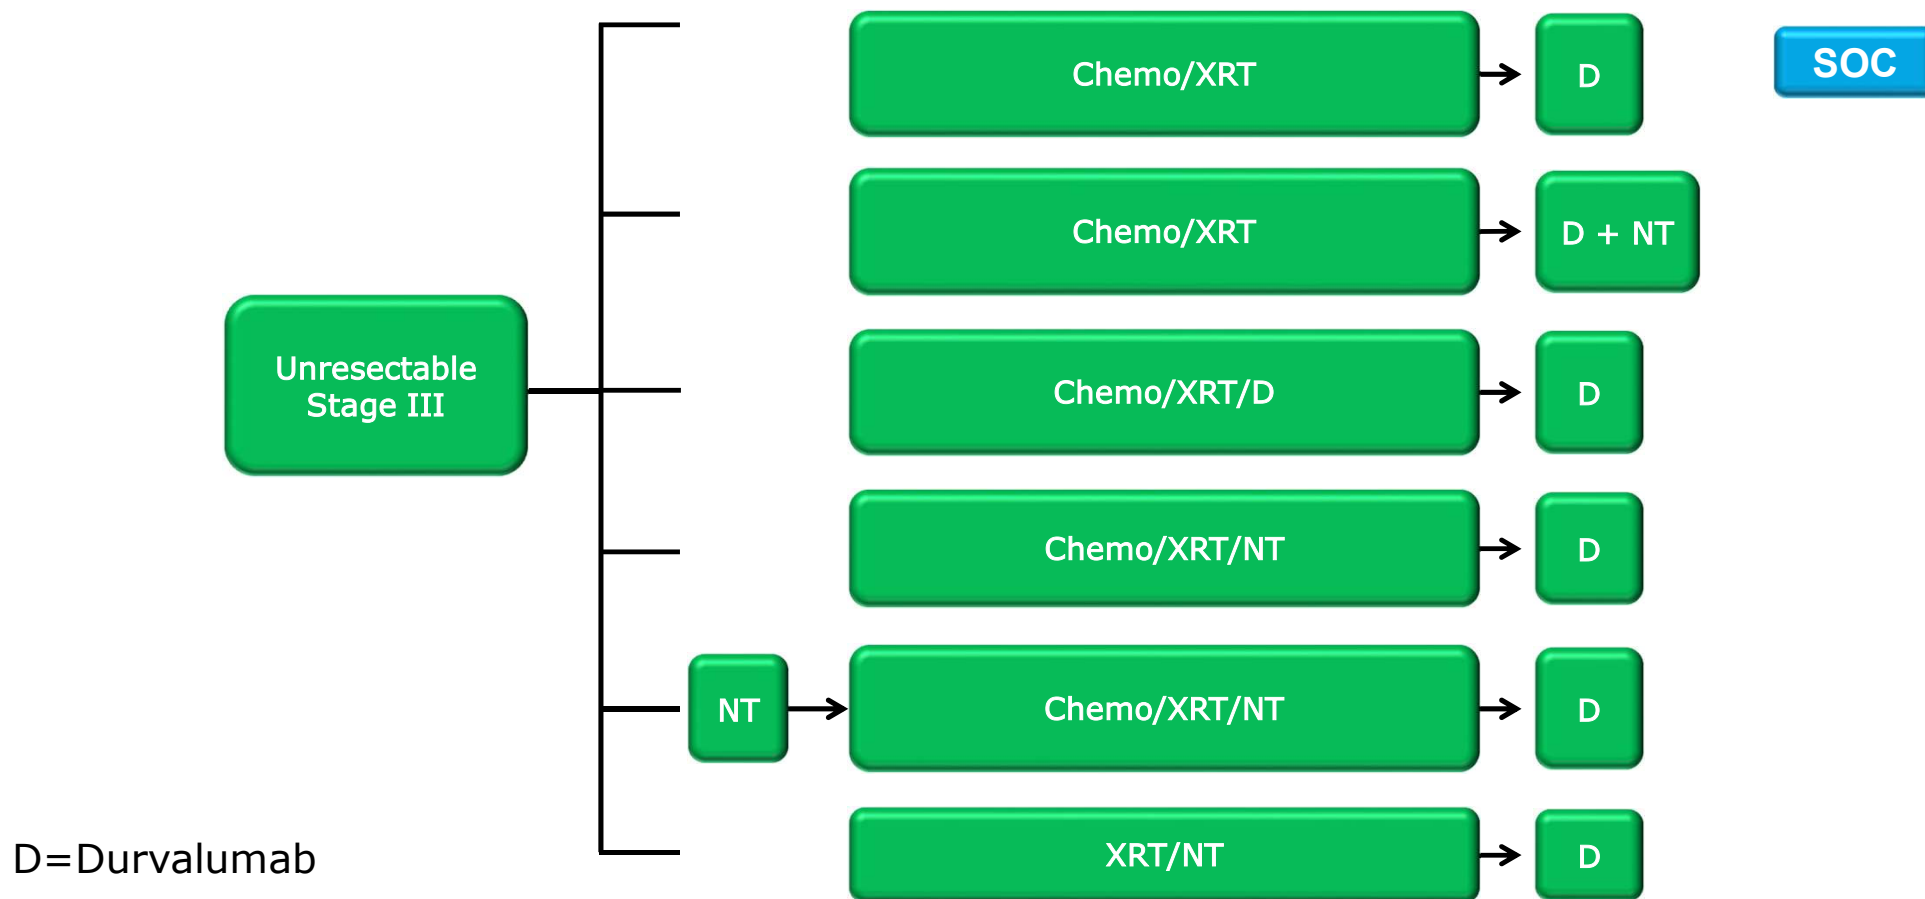 Chemo/XRT
D
SOC
Chemo/XRT
D + NT
Unresectable
Stage III
Chemo/XRT/D
D
Chemo/XRT/NT
D
NT
Chemo/XRT/NT
D
XRT/NT
D
D=Durvalumab